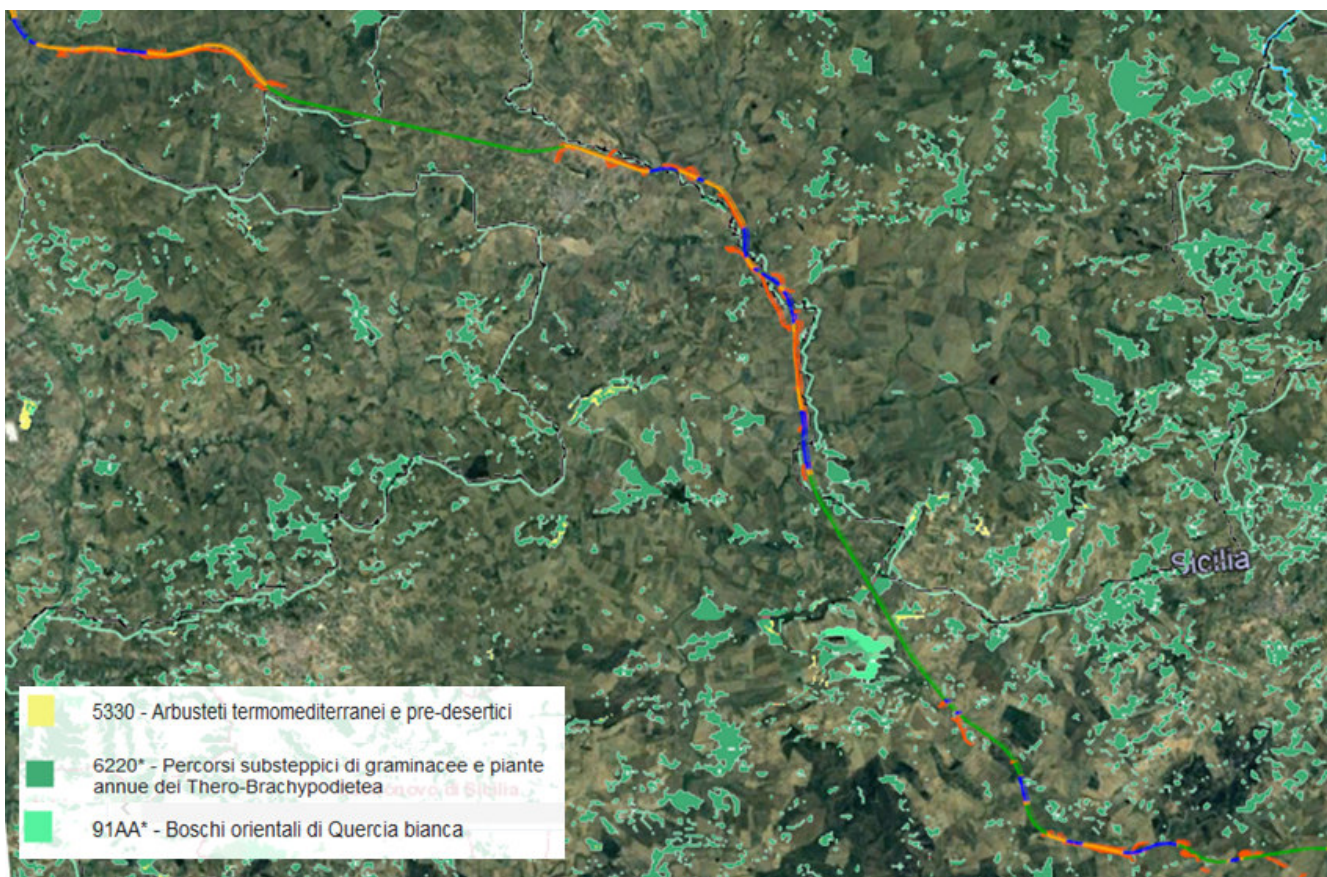 Sicilia
5330 - Arbusteti termomediterranei e pre-desertici
6220* - Percorsi substeppici di graminacee e piante
annue dei Thero-Brachypodietea
91AA* - Boschi orientali di Quercia bianca